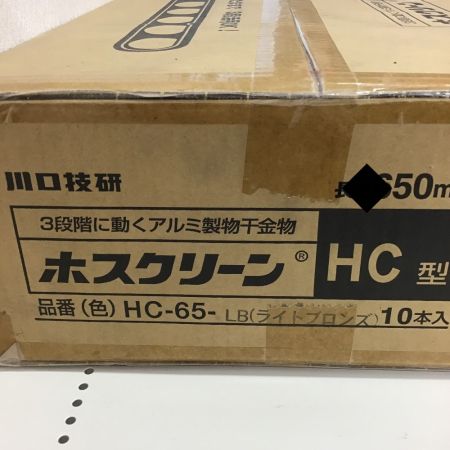 川口技研
650m
3段階に動くアルミ製物干金物
ホスクリーン® HC 型
品番(色) HC-65- LB(ライトブロンズ) 10本入